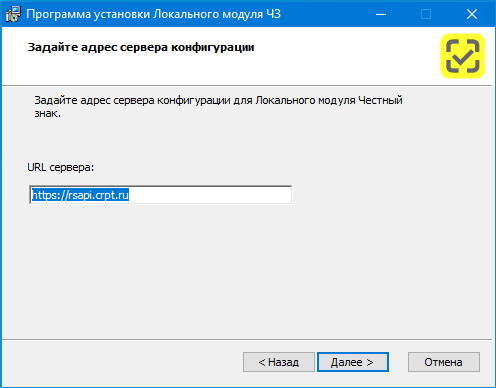 Программа установки Локального модуля ЧЗ
Задайте адрес сервера конфигурации
Задайте адрес сервера конфигурации для Локального модуля Честный
знак.
URL сервера:
https://rsapi.crpt.ru
< Назад
Далее >
Отмена